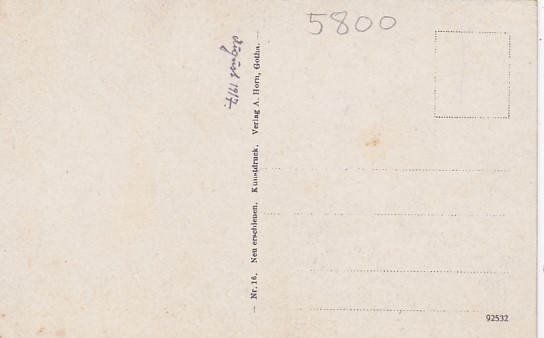 5800
August 1917.
— Nr. 16. Neu erschienen. Kunstdruck. Verlag A. Horn, Gotha. —
92532